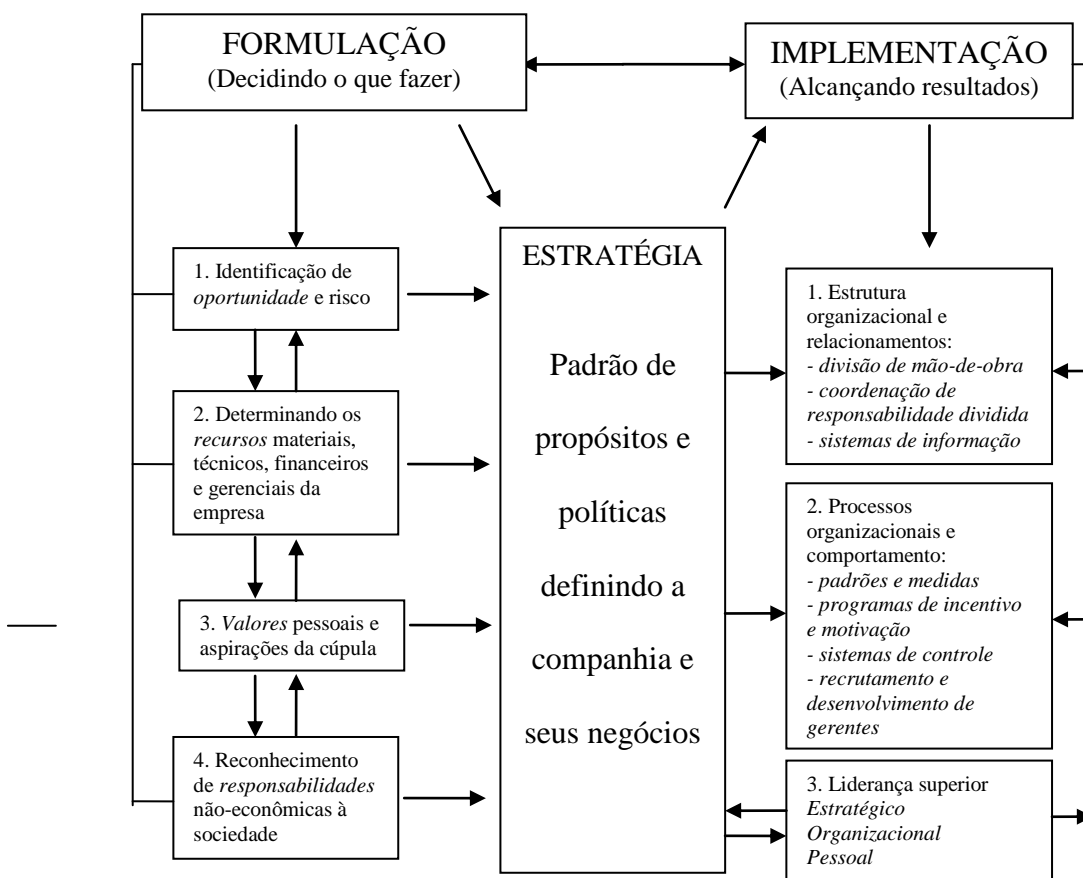 FORMULAÇÃO
(Decidindo o que fazer)
IMPLEMENTAÇÃO
(Alcançando resultados)
1. Identificação de
oportunidade e risco
2. Determinando os
recursos materiais,
técnicos, financeiros
e gerenciais da
empresa
3. Valores pessoais e
aspirações da cúpula
4. Reconhecimento
de responsabilidades
não-econômicas à
sociedade
ESTRATÉGIA
Padrão de
propósitos e
políticas
definindo a
companhia e
seus negócios
1. Estrutura
organizacional e
relacionamentos:
- divisão de mão-de-obra
- coordenação de
responsabilidade dividida
- sistemas de informação
2. Processos
organizacionais e
comportamento:
- padrões e medidas
- programas de incentivo
e motivação
- sistemas de controle
- recrutamento e
desenvolvimento de
gerentes
3. Liderança superior
Estratégico
Organizacional
Pessoal